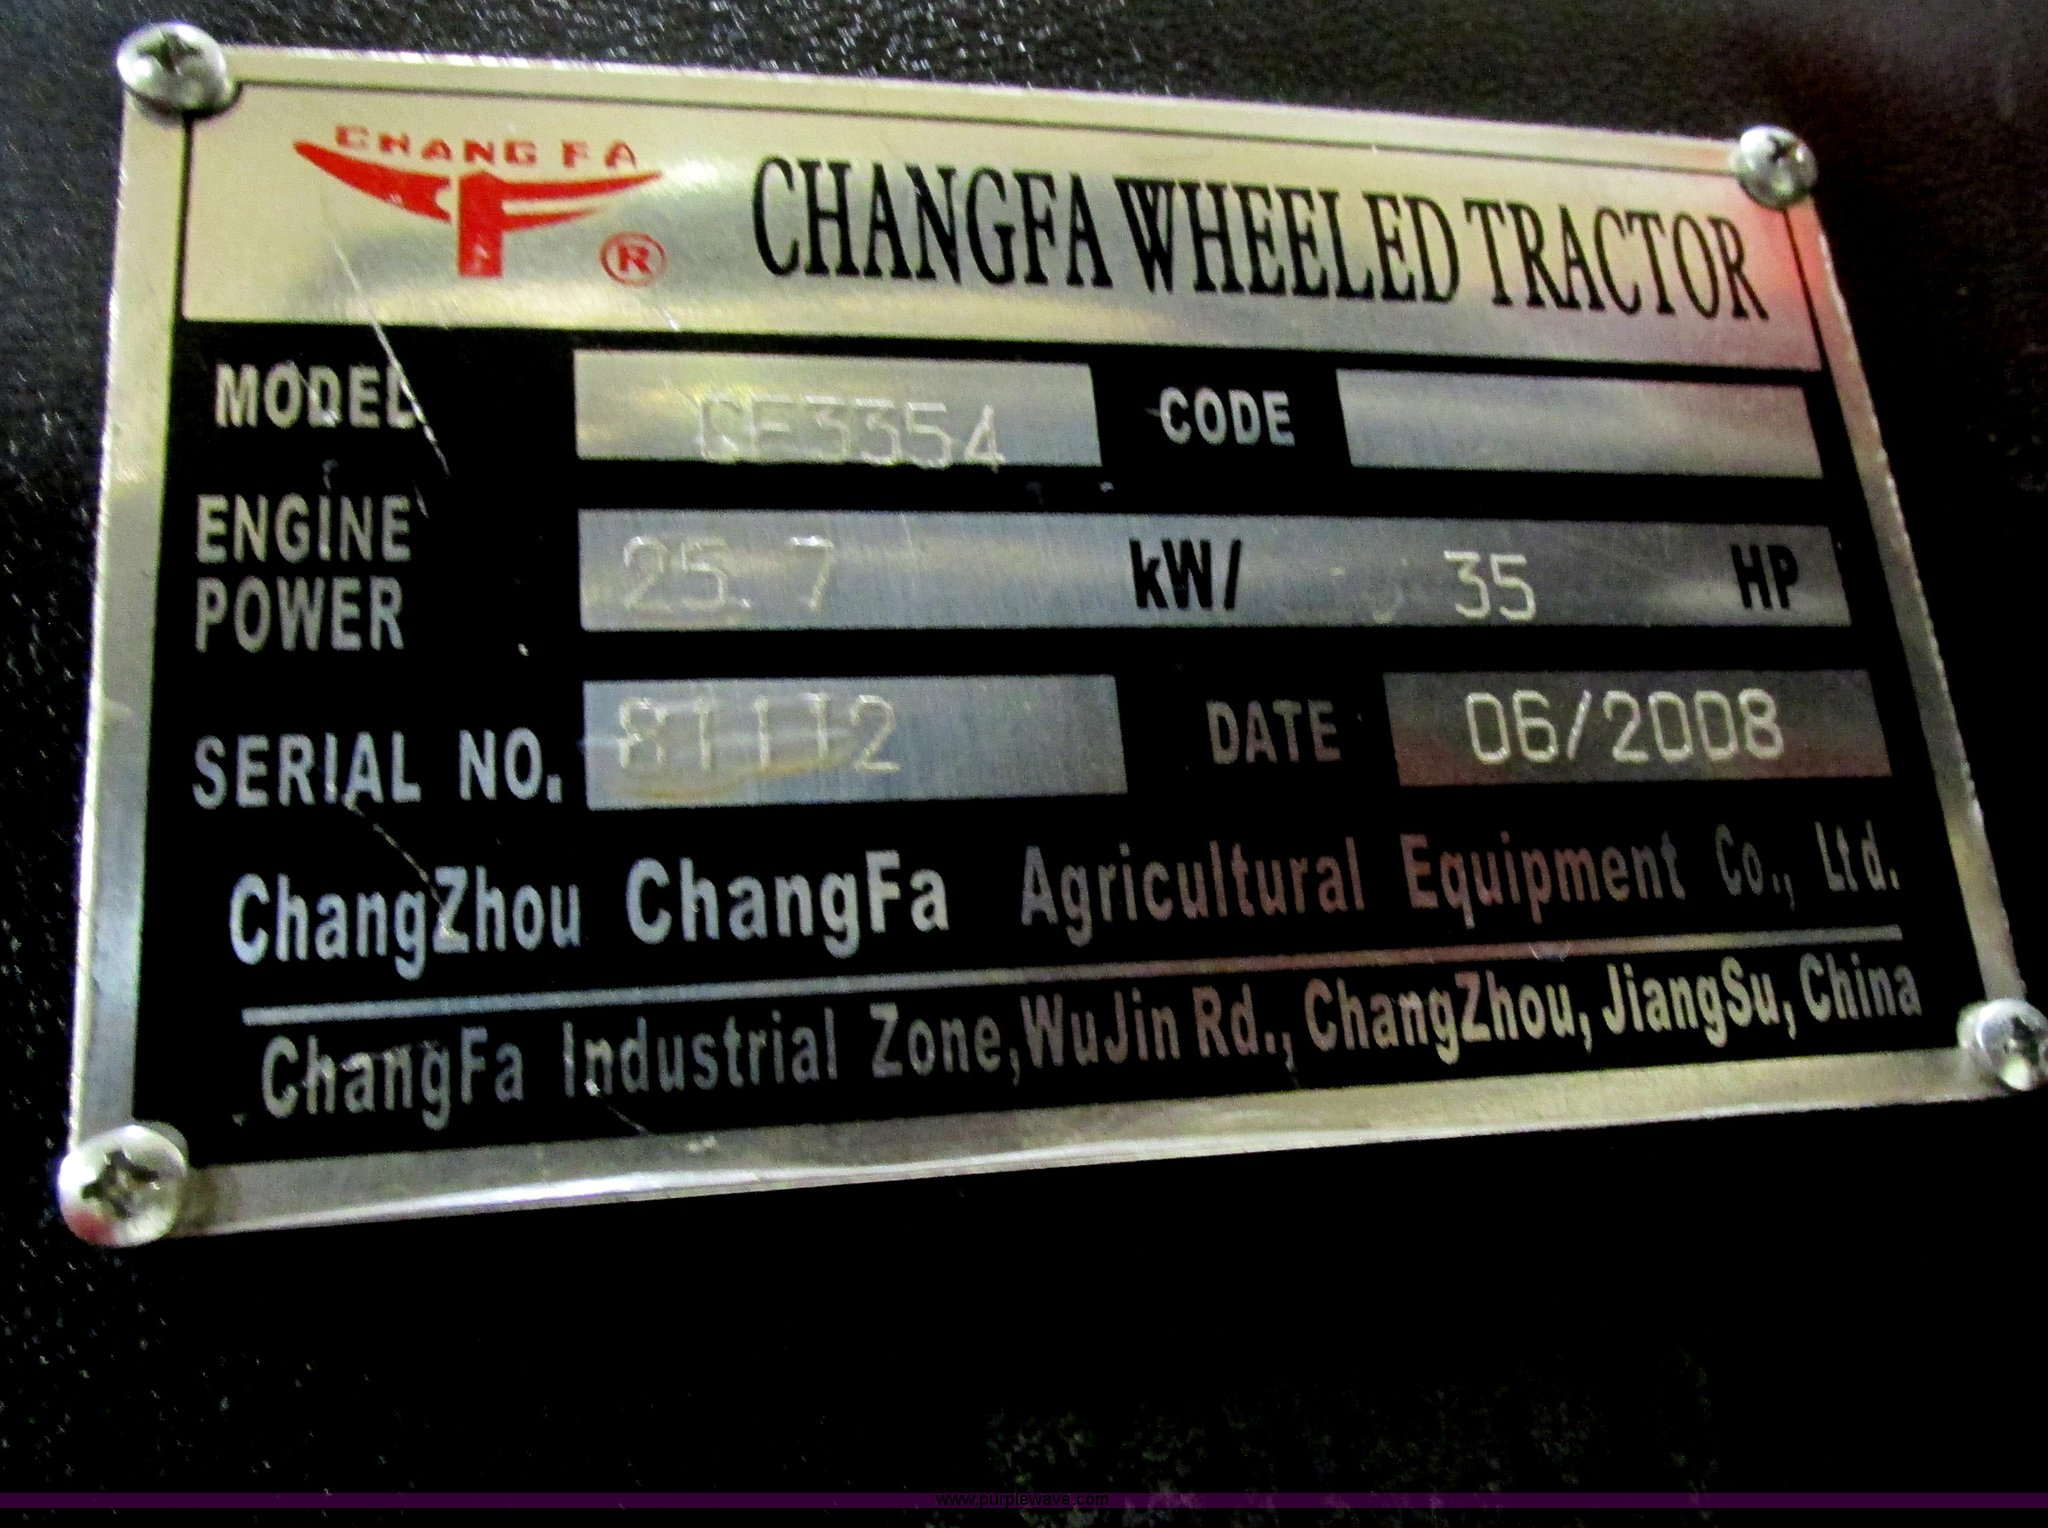 CHANG FA
®
CHANGFA WHEELED TRACTOR
MODEL CF3354 CODE
ENGINE POWER 25.7 kW/ 35 HP
SERIAL NO. 81112 DATE 06/2008
ChangZhou ChangFa Agricultural Equipment Co., Ltd.
ChangFa Industrial Zone,WuJin Rd., ChangZhou, JiangSu, China
www.purplewave.com